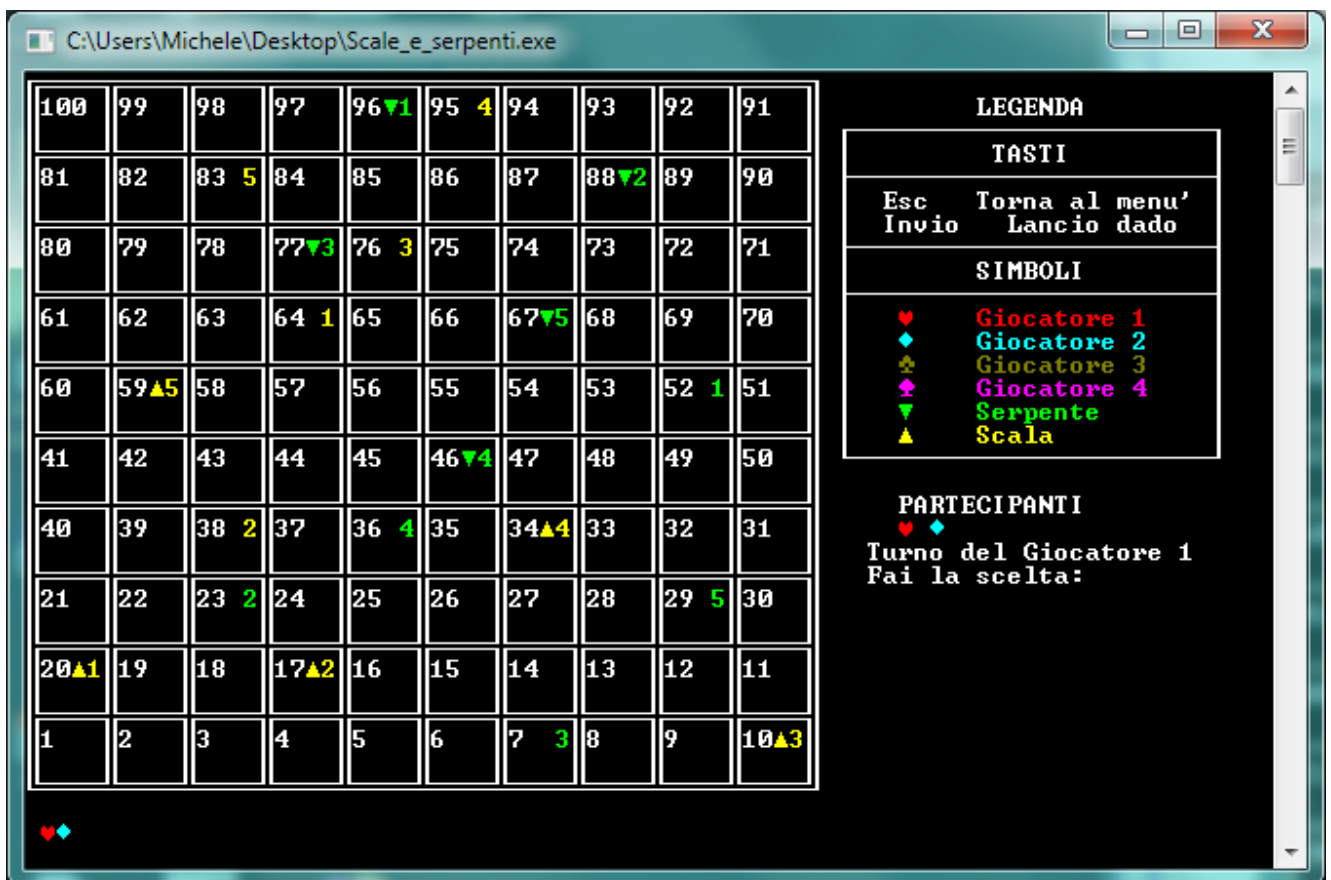 C:\Users\Michele\Desktop\Scale_e_serpenti.exe
100 99 98 97 96▼1 95 4 94 93 92 91
81 82 83 5 84 85 86 87 88▼2 89 90
80 79 78 77▼3 76 3 75 74 73 72 71
61 62 63 64 1 65 66 67▼5 68 69 70
60 59▲5 58 57 56 55 54 53 52 1 51
41 42 43 44 45 46▼4 47 48 49 50
40 39 38 2 37 36 4 35 34▲4 33 32 31
21 22 23 2 24 25 26 27 28 29 5 30
20▲1 19 18 17▲2 16 15 14 13 12 11
1 2 3 4 5 6 7 3 8 9 10▲3
LEGENDA
TASTI
Esc Torna al menu'
Invio Lancio dado
SIMBOLI
♥ Giocatore 1
♦ Giocatore 2
♣ Giocatore 3
♠ Giocatore 4
▼ Serpente
▲ Scala
PARTECIPANTI
♥ ♦
Turno del Giocatore 1
Fai la scelta:
♥♦